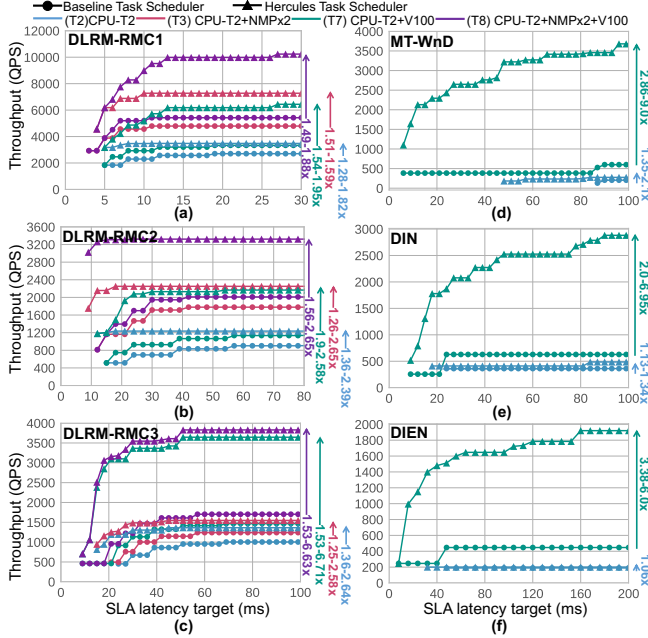 Baseline Task Scheduler Hercules Task Scheduler
(T2)CPU-T2 (T3) CPU-T2+NMPx2 (T7) CPU-T2+V100 (T8) CPU-T2+NMPx2+V100
DLRM-RMC1
Throughput (QPS)
12000
10000
8000
6000
4000
2000
0
0 5 10 15 20 25 30
1.49-1.88x
1.54-1.95x
1.51-1.59x
1.28-1.82x
(a)
MT-WnD
4000
3500
3000
2500
2000
1500
1000
500
0
0 20 40 60 80 100
2.86-9.0x
1.35-2.1x
(d)
DLRM-RMC2
Throughput (QPS)
3600
3200
2800
2400
2000
1600
1200
800
400
0
10 20 30 40 50 60 70 80
1.56-2.65x
1.9-2.58x
1.26-2.65x
1.36-2.39x
(b)
DIN
3000
2500
2000
1500
1000
500
0
0 20 40 60 80 100
2.0-6.95x
1.13-1.34x
(e)
DLRM-RMC3
Throughput (QPS)
4000
3500
3000
2500
2000
1500
1000
500
0
10 20 30 40 50 60 70 80 90 100
1.53-6.63x
1.53-6.71x
1.25-2.58x
1.36-2.64x
SLA latency target (ms)
(c)
DIEN
2000
1800
1600
1400
1200
1000
800
600
400
200
0
0 40 80 120 160 200
3.38-6.0x
1.06x
SLA latency target (ms)
(f)